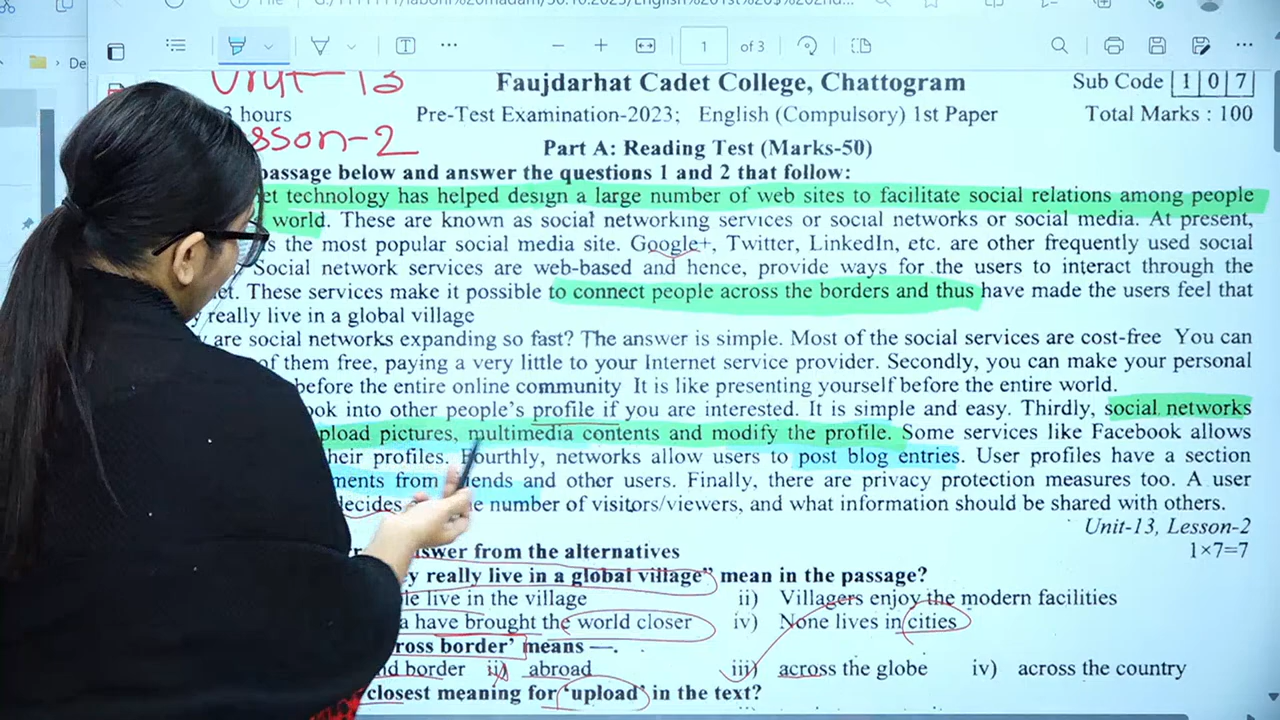 1 of 3
Unit-13
Faujdarhat Cadet College, Chattogram Sub Code 1 0 7
3 hours Pre-Test Examination-2023; English (Compulsory) 1st Paper Total Marks : 100
sson-2
Part A: Reading Test (Marks-50)
passage below and answer the questions 1 and 2 that follow:
et technology has helped design a large number of web sites to facilitate social relations among people
world. These are known as social networking services or social networks or social media. At present,
s the most popular social media site. Google+, Twitter, LinkedIn, etc. are other frequently used social
Social network services are web-based and hence, provide ways for the users to interact through the
et. These services make it possible to connect people across the borders and thus have made the users feel that
y really live in a global village
y are social networks expanding so fast? The answer is simple. Most of the social services are cost-free You can
of them free, paying a very little to your Internet service provider. Secondly, you can make your personal
before the entire online community It is like presenting yourself before the entire world.
ook into other people's profile if you are interested. It is simple and easy. Thirdly, social networks
pload pictures, multimedia contents and modify the profile. Some services like Facebook allows
heir profiles. Fourthly, networks allow users to post blog entries. User profiles have a section
ments from friends and other users. Finally, there are privacy protection measures too. A user
decides number of visitors/viewers, and what information should be shared with others.
Unit-13, Lesson-2
answer from the alternatives 1×7=7
y really live in a global village" mean in the passage?
le live in the village ii) Villagers enjoy the modern facilities
a have brought the world closer iv) None lives in cities
ross border' means —.
nd border ii) abroad iii) across the globe iv) across the country
closest meaning for 'upload' in the text?